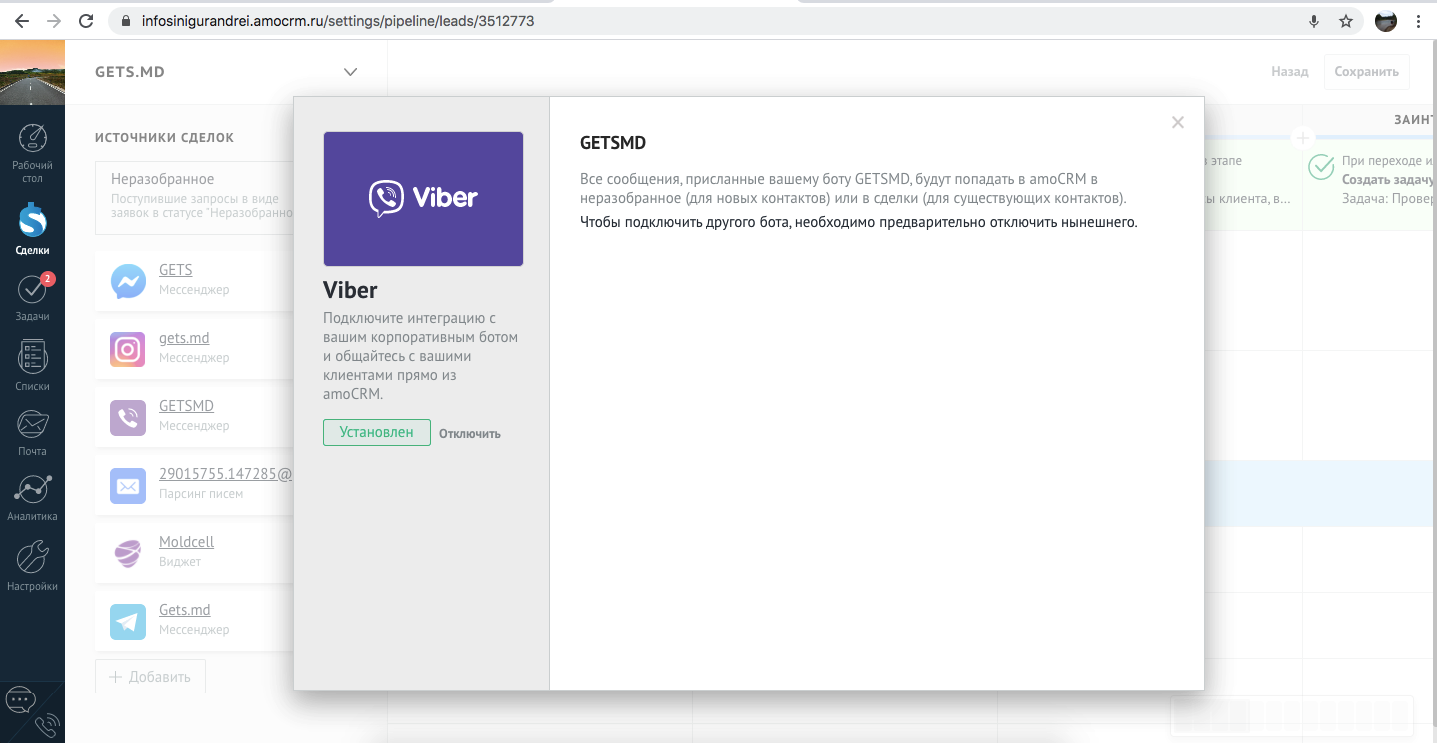 infosinigurandrei.amocrm.ru/settings/pipeline/leads/3512773
GETS.MD
Назад
Сохранить
Рабочий
стол
Сделки
2
Задачи
Списки
Почта
Аналитика
Настройки
ИСТОЧНИКИ СДЕЛОК
Неразобранное
Поступившие запросы в виде
заявок в статусе "Неразобранно
GETS
Мессенджер
gets.md
Мессенджер
GETSMD
Мессенджер
29015755.147285@
Парсинг писем
Moldcell
Виджет
Gets.md
Мессенджер
Добавить
Viber
Viber
Подключите интеграцию с
вашим корпоративным ботом
и общайтесь с вашими
клиентами прямо из
amoCRM.
установлен
Отключить
GETSMD
Все сообщения, присланные вашему боту GETSMD, будут попадать в amoCRM в
неразобранное (для новых контактов) или в сделки (для существующих контактов).
Чтобы подключить другого бота, необходимо предварительно отключить нынешнего.
этапе
ы клиента, в...
ЗАИНТ
При переходе и
Создать задачу
Задача: Провер